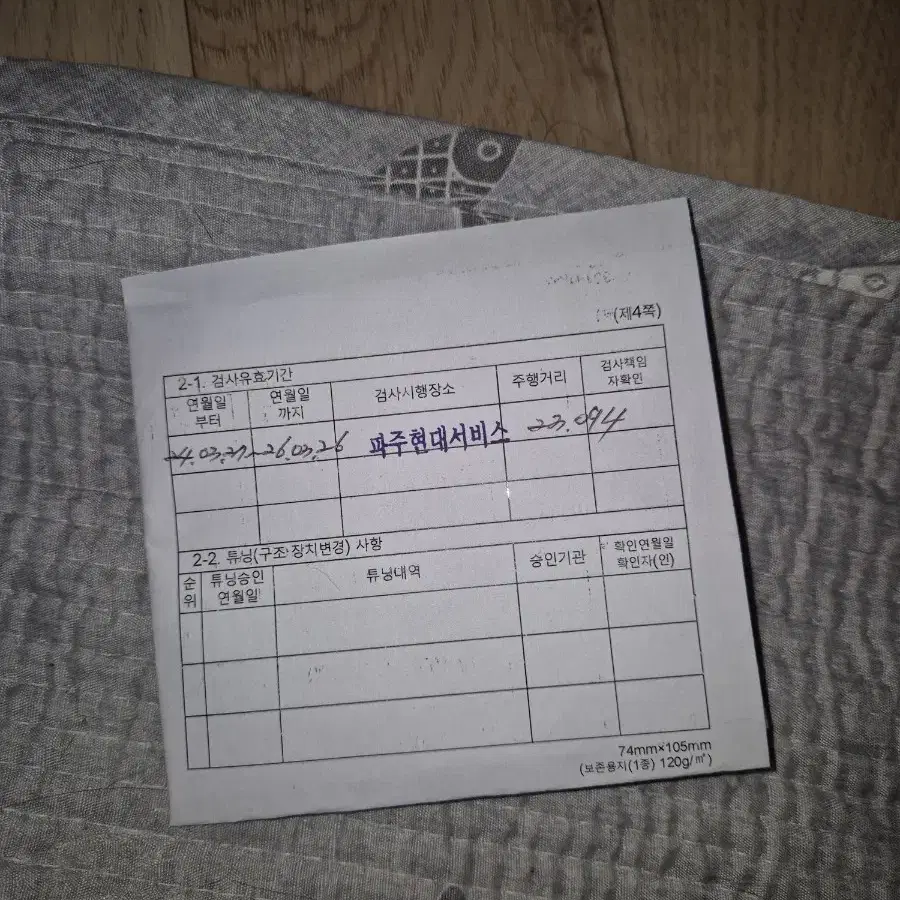 (제4쪽)
2-1. 검사유효기간
연월일 부터
연월일 까지
검사시행장소
주행거리
검사책임 자확인
24.03.27~26.03.26 파주현대서비스 23.094
2-2. 튜닝(구조·장치변경) 사항
순위
튜닝승인 연월일
튜닝내역
승인기관
확인연월일 확인자(인)
74mm×105mm
(보존용지(1종) 120g/㎡)